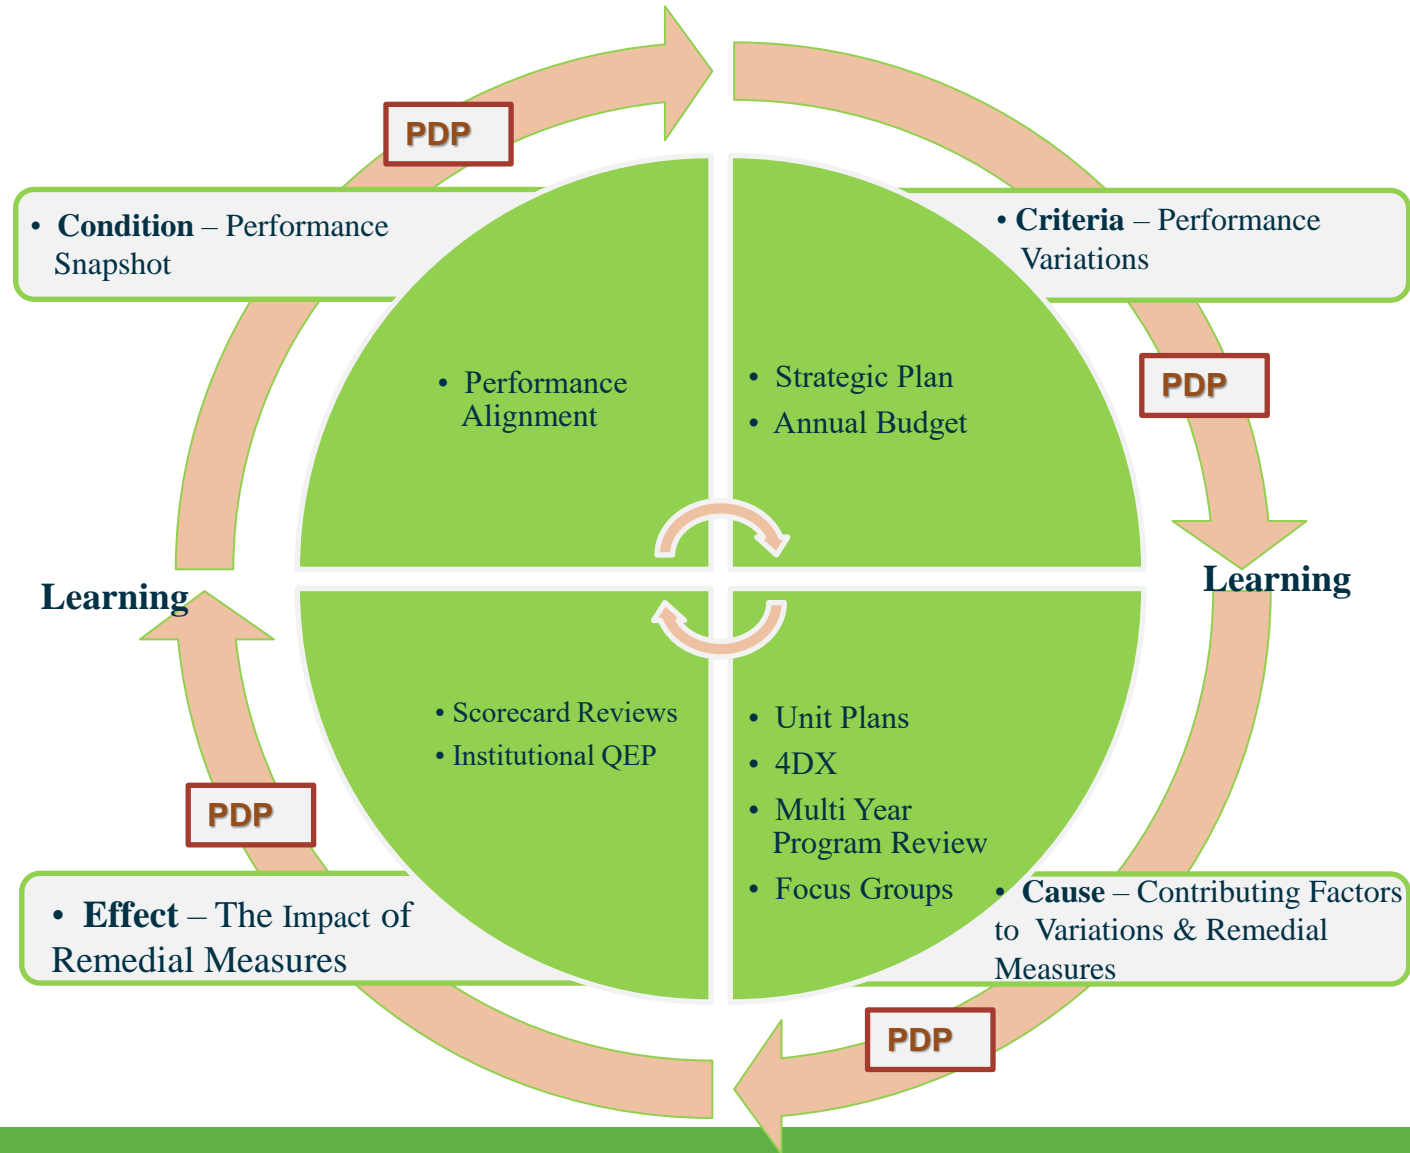 PDP
• Condition – Performance
Snapshot
• Criteria – Performance
Variations
PDP
• Performance
Alignment
• Strategic Plan
• Annual Budget
Learning
Learning
• Scorecard Reviews
• Institutional QEP
• Unit Plans
• 4DX
• Multi Year
Program Review
• Focus Groups
PDP
• Effect – The Impact of
Remedial Measures
• Cause – Contributing Factors
to Variations & Remedial
Measures
PDP